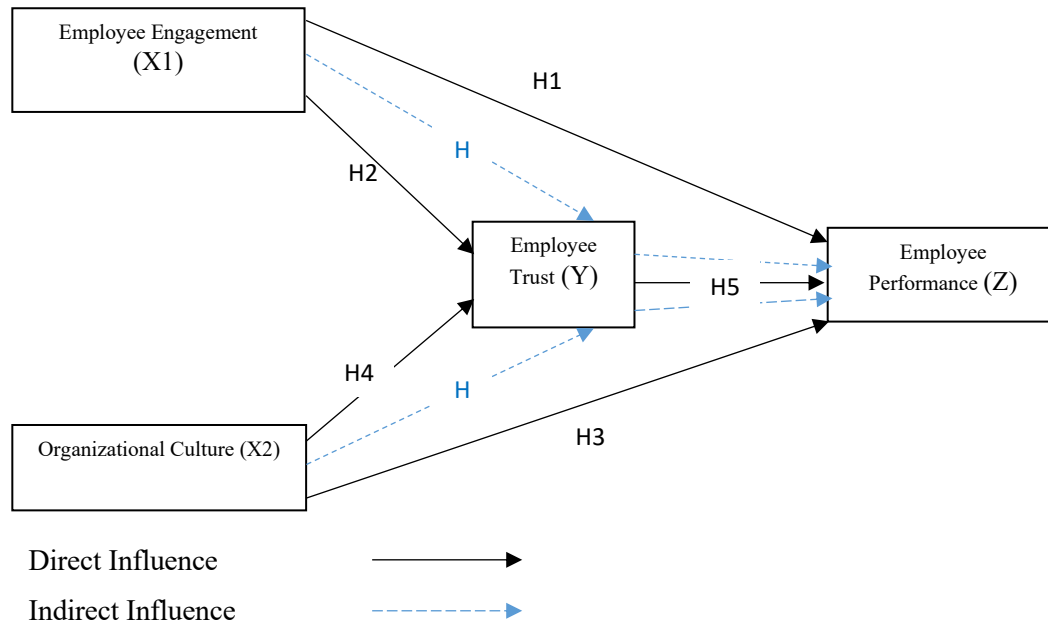 Employee Engagement
(X1)
H1
H
H2
Employee
Trust (Y)
Employee
Performance (Z)
H5
H4
H
H3
Organizational Culture (X2)
Direct Influence
Indirect Influence